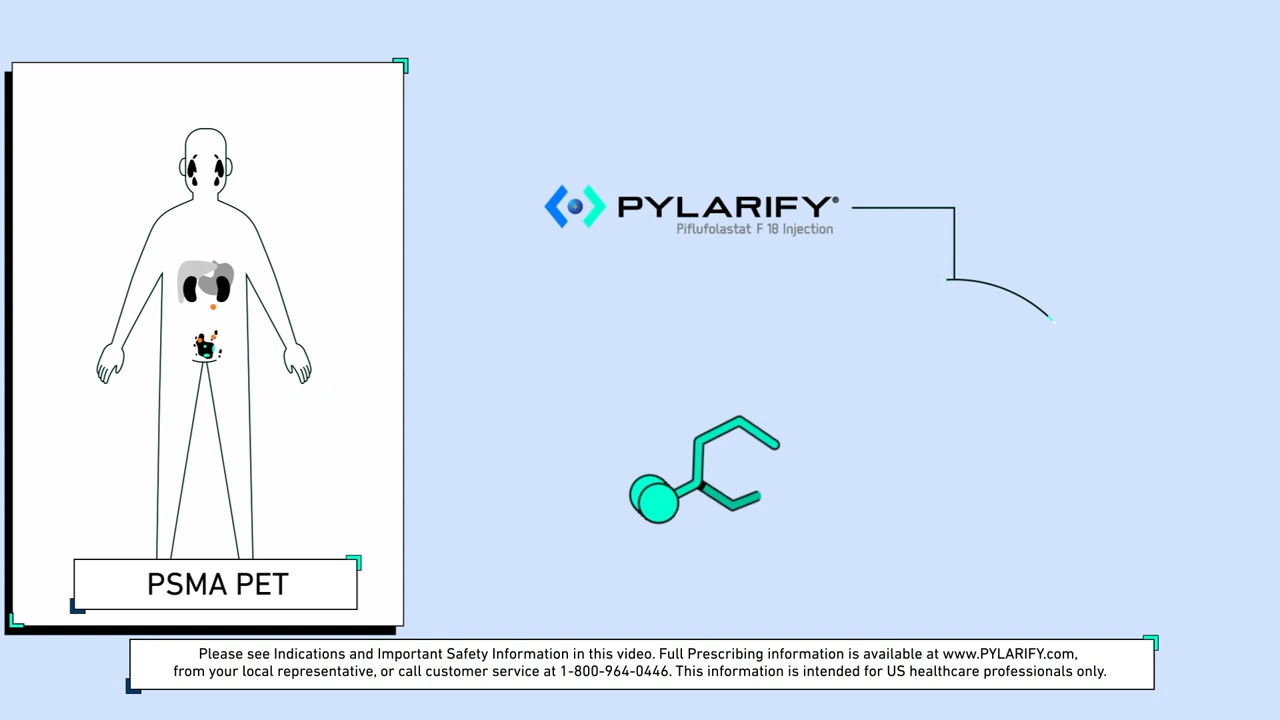 PYLARIFY®
Piflufolastat F 18 Injection
PSMA PET
Please see Indications and Important Safety Information in this video. Full Prescribing information is available at www.PYLARIFY.com,
from your local representative, or call customer service at 1-800-964-0446. This information is intended for US healthcare professionals only.